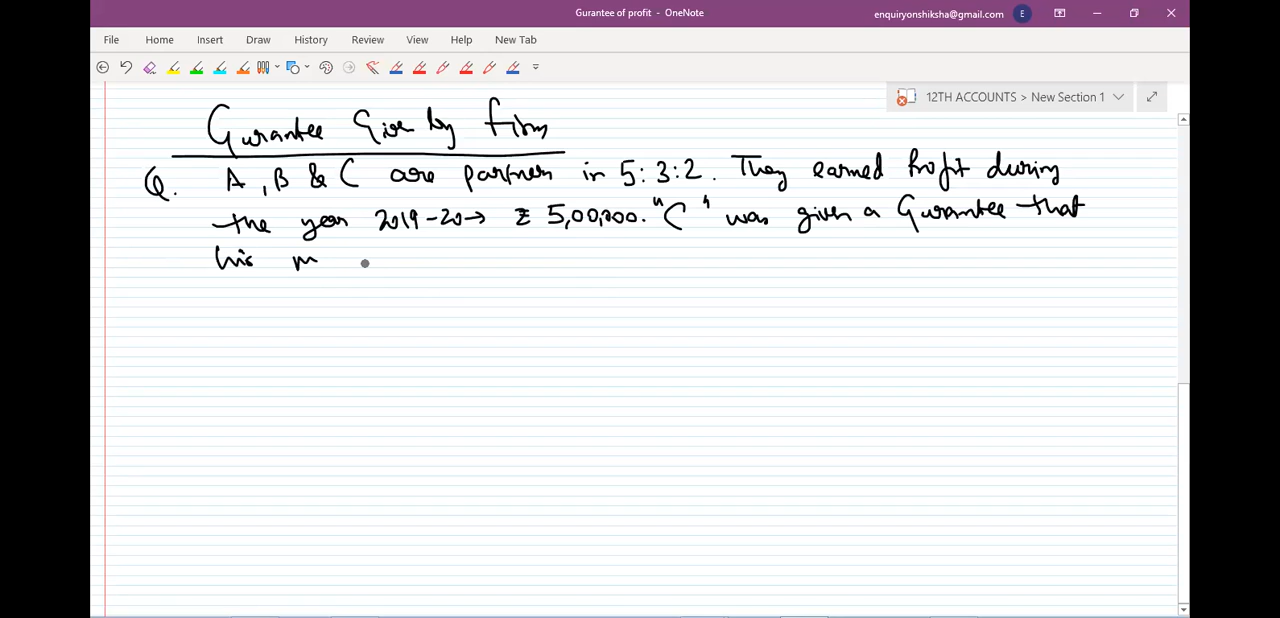 Gurantee of profit - OneNote
enquiryonshiksha@gmail.com
E
File Home Insert Draw History Review View Help New Tab
12TH ACCOUNTS > New Section 1
Gurantee Given by firm
Q. A, B & C are partners in 5:3:2. They earned Profit during
the year 2019-20→ ₹ 5,00,000. "C" was given a Gurantee that
his m